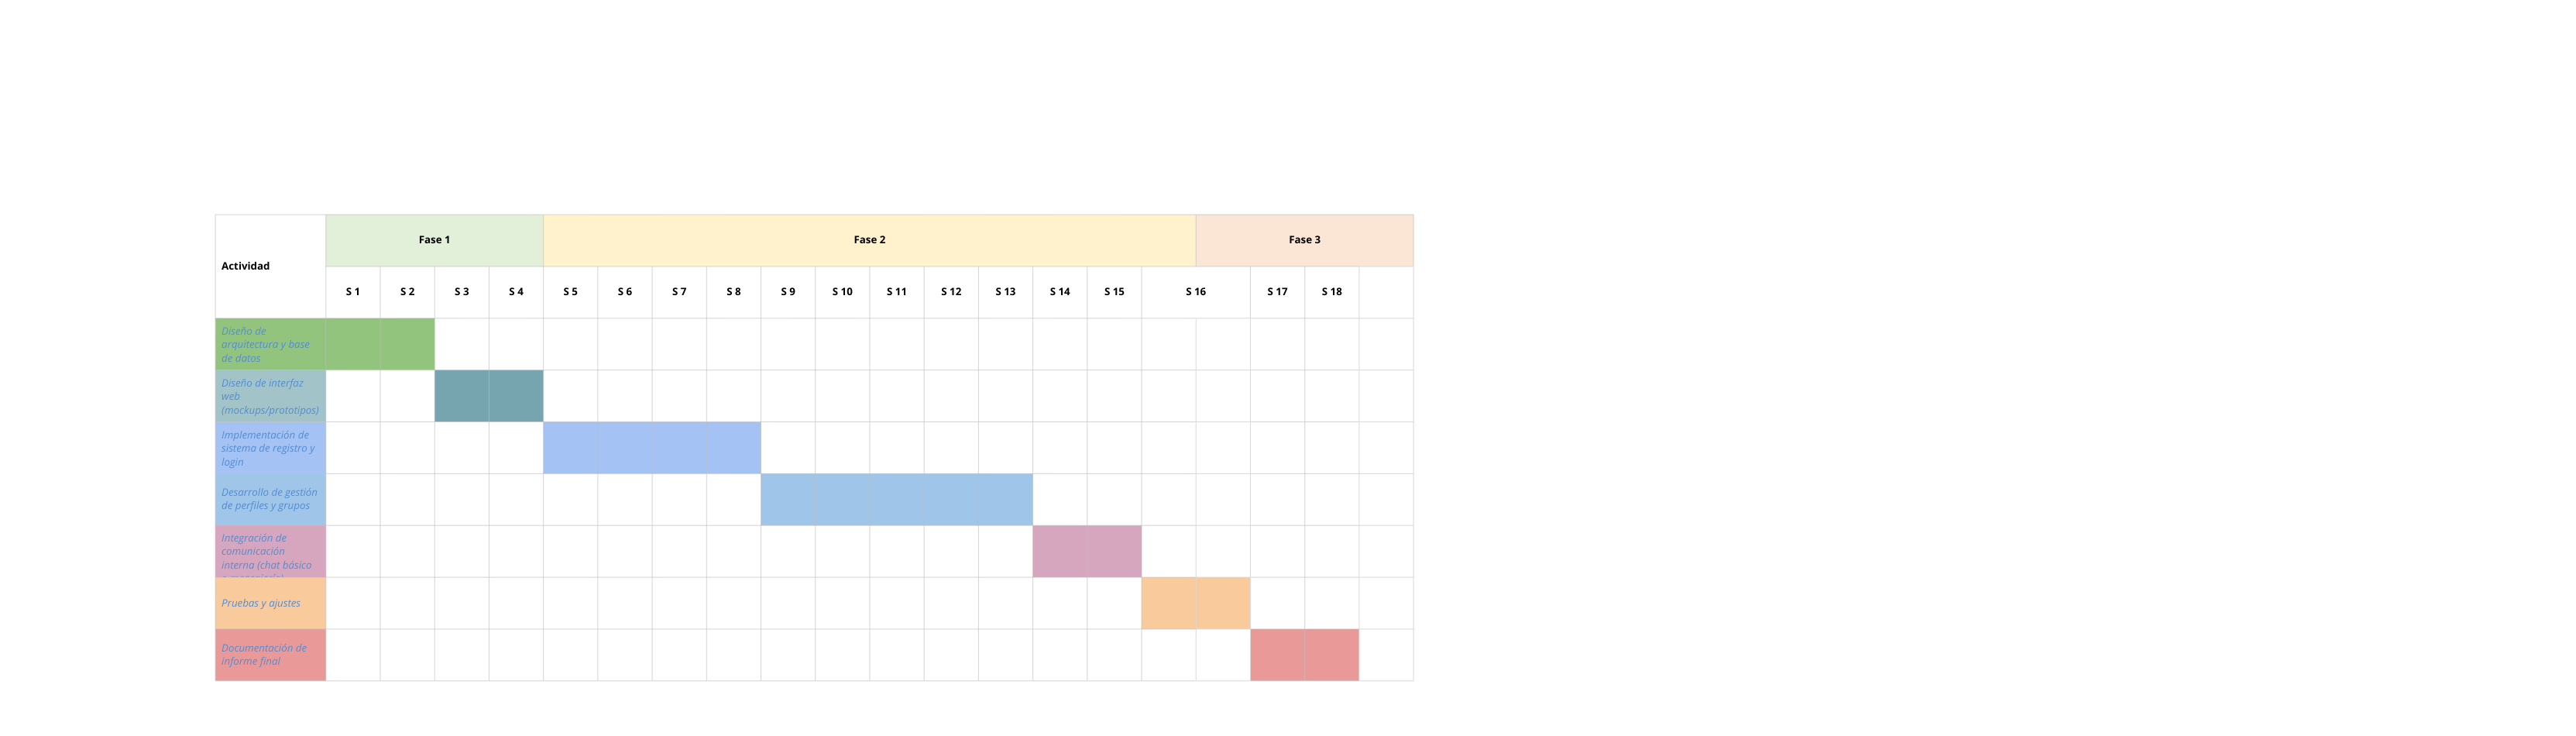 Actividad
Fase 1
Fase 2
Fase 3
S 1
S 2
S 3
S 4
S 5
S 6
S 7
S 8
S 9
S 10
S 11
S 12
S 13
S 14
S 15
S 16
S 17
S 18
Diseño de
arquitectura y base
de datos
Diseño de interfaz
web
(mockups/prototipos)
Implementación de
sistema de registro y
login
Desarrollo de gestión
de perfiles y grupos
Integración de
comunicación
interna (chat básico
Pruebas y ajustes
Documentación de
informe final